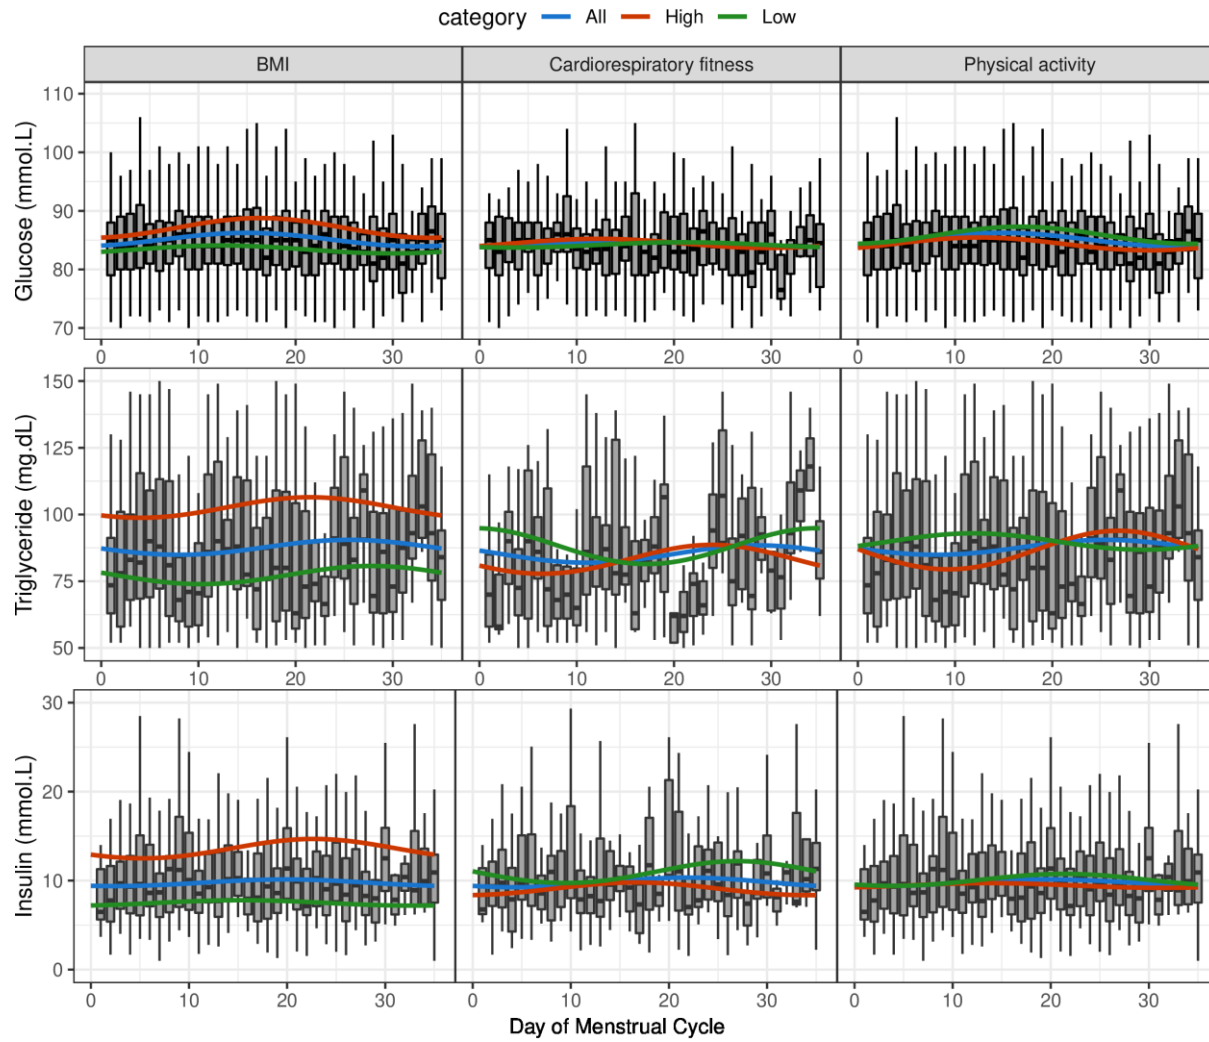 category All High Low
BMI Cardiorespiratory fitness Physical activity
Glucose (mmol.L)
110
100
90
80
70
0 10 20 30 0 10 20 30 0 10 20 30
Triglyceride (mg.dL)
150
125
100
75
50
0 10 20 30 0 10 20 30 0 10 20 30
Insulin (mmol.L)
30
20
10
0
0 10 20 30 0 10 20 30 0 10 20 30
Day of Menstrual Cycle